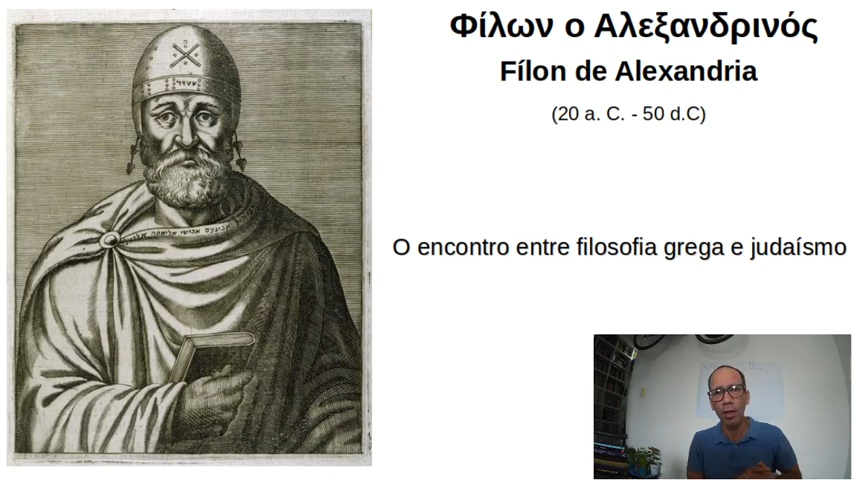 Φίλων ο Αλεξανδρινός
Fílon de Alexandria
(20 a. C. - 50 d.C)
O encontro entre filosofia grega e judaísmo